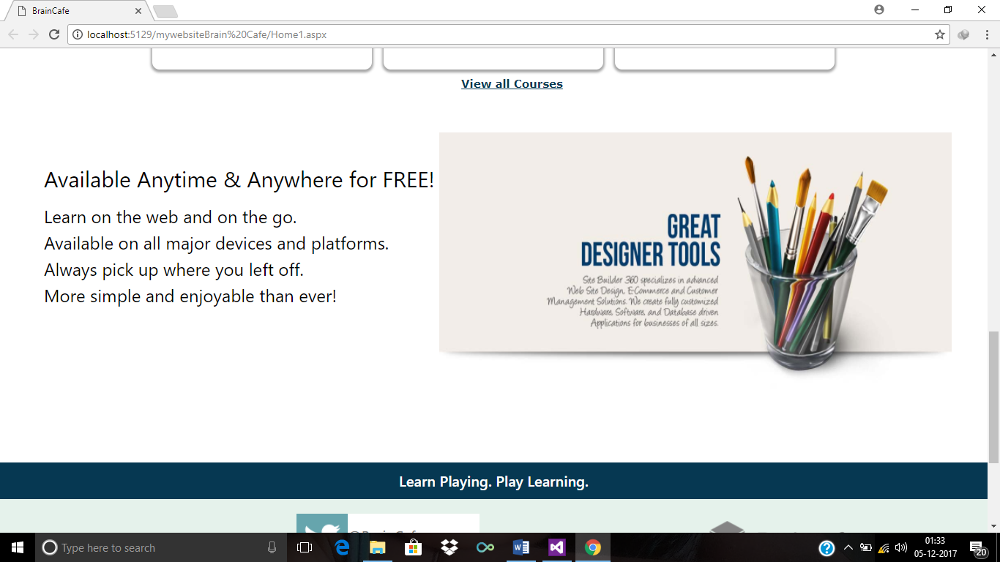 BrainCafe
localhost:5129/mywebsiteBrain%20Cafe/Home1.aspx
View all Courses
Available Anytime & Anywhere for FREE!
Learn on the web and on the go.
Available on all major devices and platforms.
Always pick up where you left off.
More simple and enjoyable than ever!
GREAT
DESIGNER TOOLS
Site Builder 360 specializes in advanced
Web Site Design, E-Commerce and Customer
Management Solutions. We create fully customized
Hardware, Software, and Database driven
Applications for businesses of all sizes.
Learn Playing. Play Learning.
Type here to search
01:33
05-12-2017
20